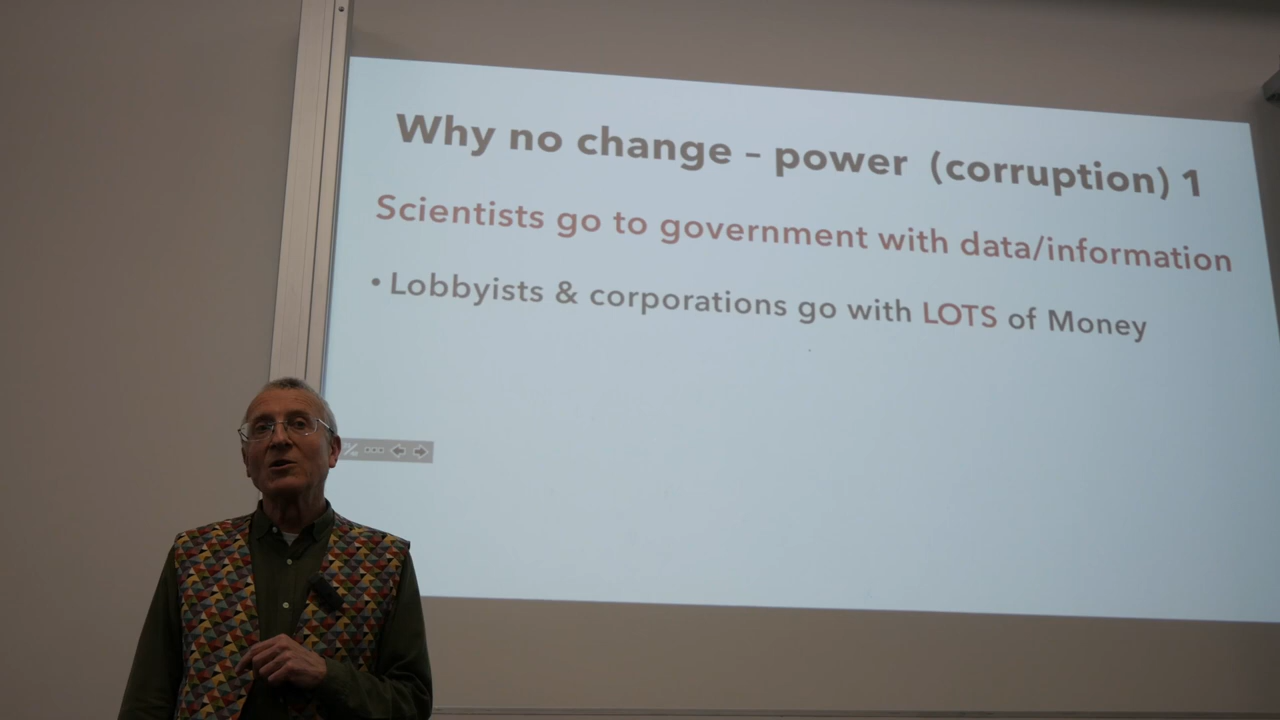 Why no change – power (corruption) 1
Scientists go to government with data/information
• Lobbyists & corporations go with LOTS of Money